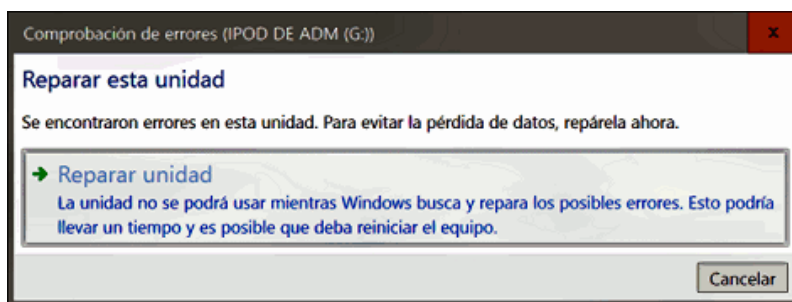 Comprobación de errores (IPOD DE ADM (G:))
x
Reparar esta unidad
Se encontraron errores en esta unidad. Para evitar la pérdida de datos, repárela ahora.
Reparar unidad
La unidad no se podrá usar mientras Windows busca y repara los posibles errores. Esto podría
llevar un tiempo y es posible que deba reiniciar el equipo.
Cancelar